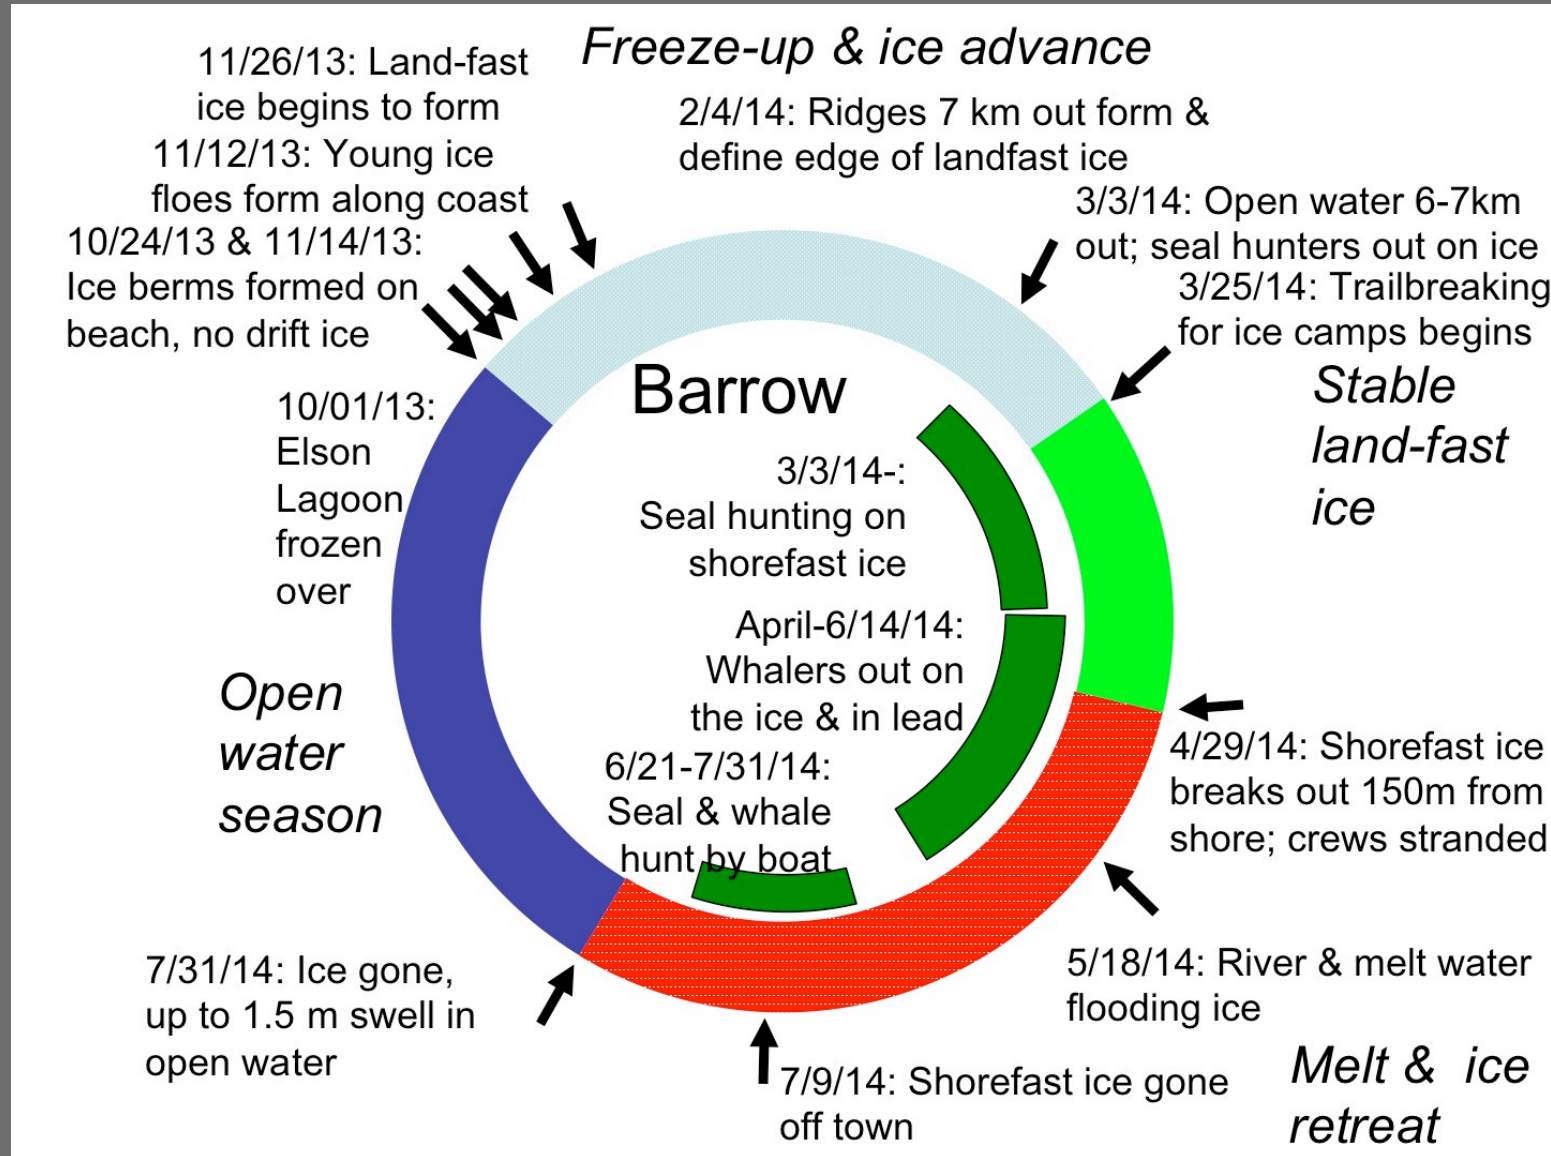 Freeze-up & ice advance
11/26/13: Land-fast
ice begins to form
11/12/13: Young ice
floes form along coast
10/24/13 & 11/14/13:
Ice berms formed on
beach, no drift ice
10/01/13:
Elson
Lagoon
frozen
over
2/4/14: Ridges 7 km out form &
define edge of landfast ice
3/3/14: Open water 6-7km
out; seal hunters out on ice
3/25/14: Trailbreaking
for ice camps begins
Stable
land-fast
ice
Barrow
3/3/14-:
Seal hunting on
shorefast ice
April-6/14/14:
Whalers out on
the ice & in lead
6/21-7/31/14:
Seal & whale
hunt by boat
Open
water
season
4/29/14: Shorefast ice
breaks out 150m from
shore; crews stranded
5/18/14: River & melt water
flooding ice
7/31/14: Ice gone,
up to 1.5 m swell in
open water
7/9/14: Shorefast ice gone
off town
Melt & ice
retreat